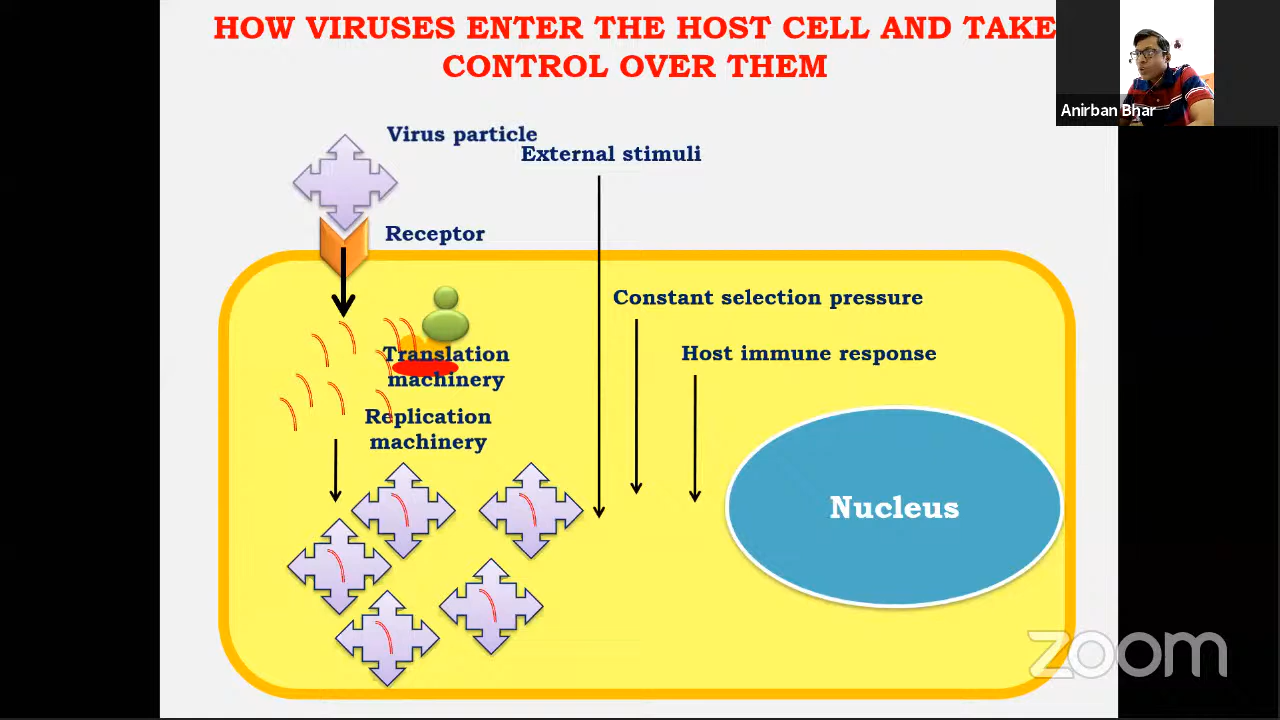 HOW VIRUSES ENTER THE HOST CELL AND TAKE
CONTROL OVER THEM
Anirban Bhar
Virus particle
External stimuli
Receptor
Constant selection pressure
Translation
machinery
Host immune response
Replication
machinery
Nucleus
zoom